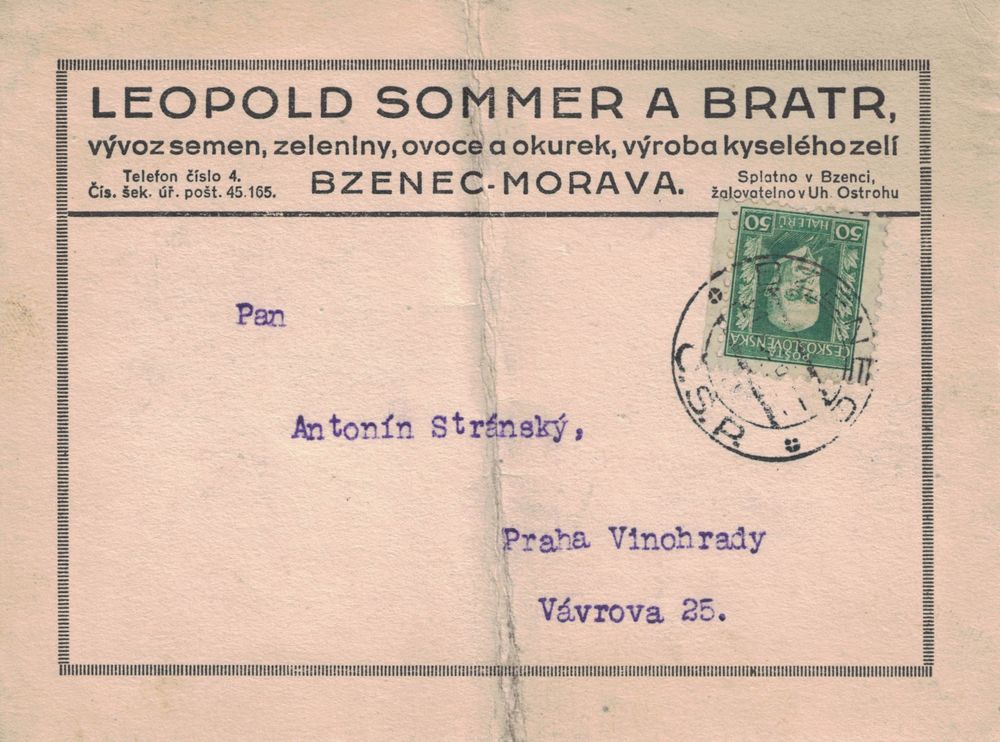 LEOPOLD SOMMER A BRATR,
vývoz semen, zeleniny, ovoce a okurek, výroba kyselého zelí
Telefon číslo 4.
Čís. šek. úř. pošt. 45.165.
BZENEC-MORAVA.
Splatno v Bzenci,
žalovatelno v Uh. Ostrohu
50 HALÉŘŮ 50
POŠTA
ČESKOSLOVENSKÁ
BZENEC
Č.S.P.
Pan
Antonín Stránský,
Praha Vinohrady
Vávrova 25.